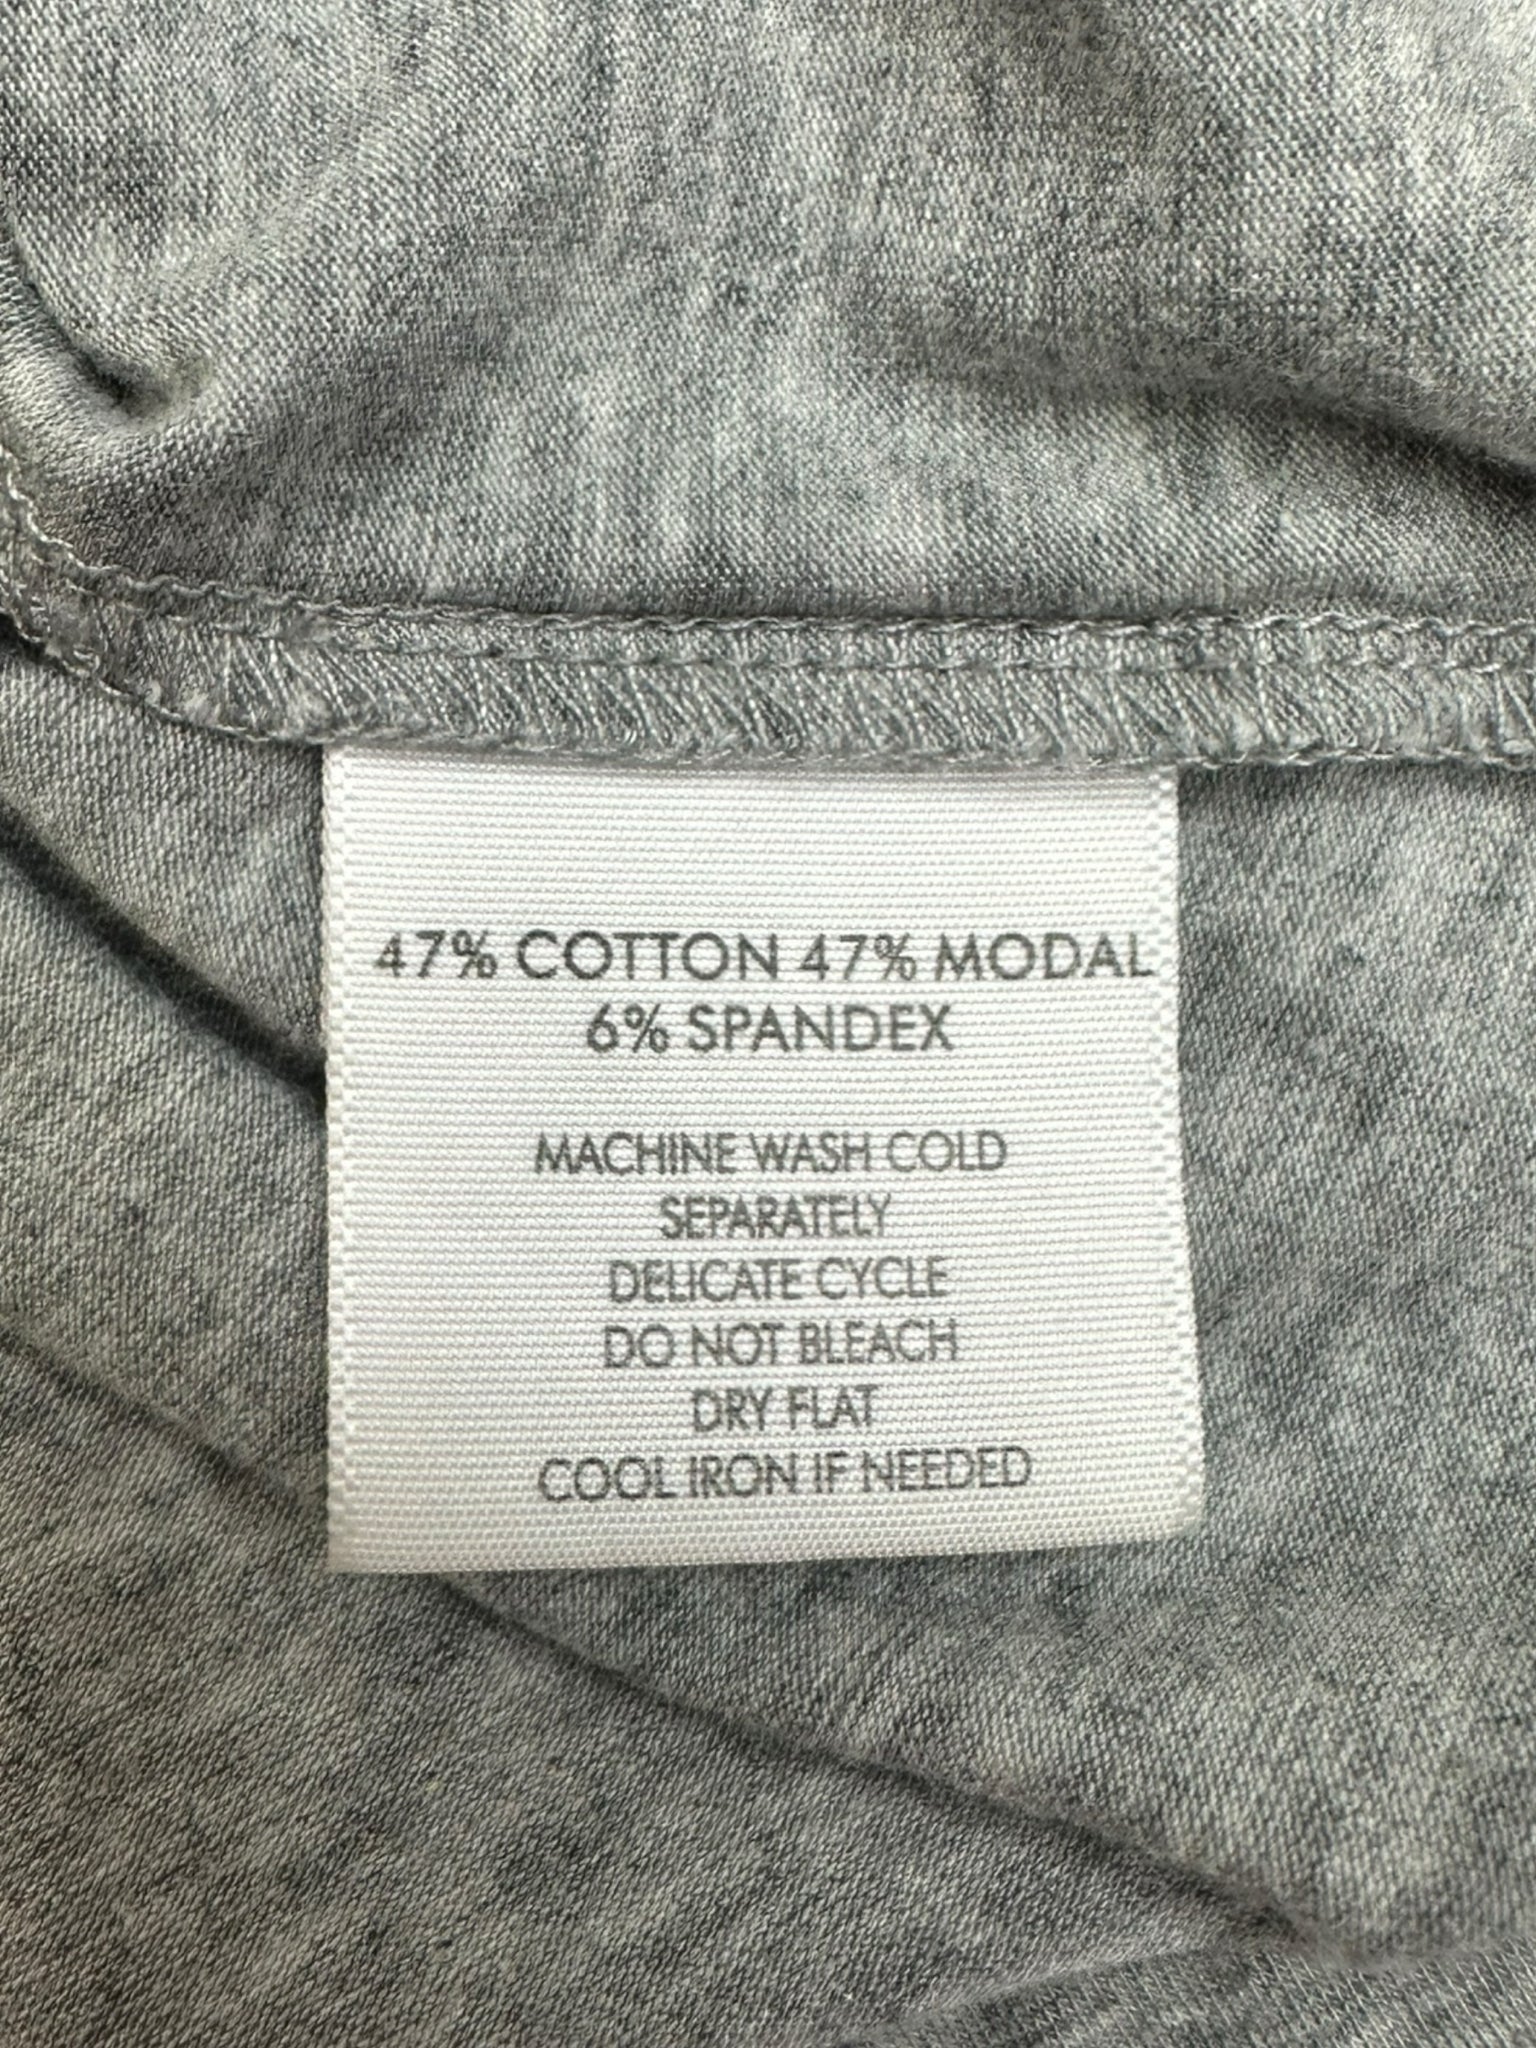 47% COTTON 47% MODAL
6% SPANDEX
MACHINE WASH COLD
SEPARATELY
DELICATE CYCLE
DO NOT BLEACH
DRY FLAT
COOL IRON IF NEEDED